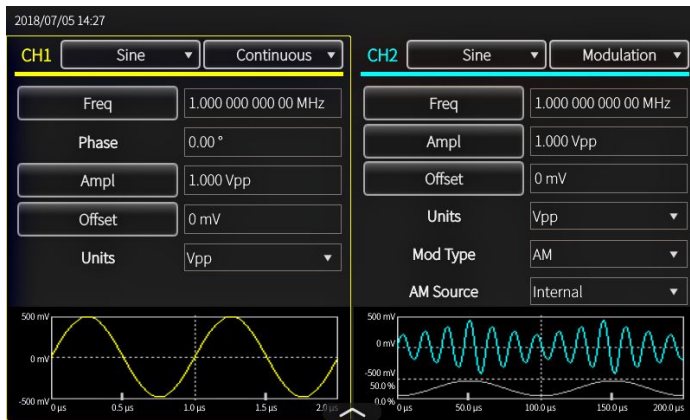 2018/07/05 14:27
CH1 Sine Continuous
Freq 1.000 000 000 00 MHz
Phase 0.00 °
Ampl 1.000 Vpp
Offset 0 mV
Units Vpp
500 mV
0 mV
-500 mV
0 µs 0.5 µs 1.0 µs 1.5 µs 2.0 µs
CH2 Sine Modulation
Freq 1.000 000 000 00 MHz
Ampl 1.000 Vpp
Offset 0 mV
Units Vpp
Mod Type AM
AM Source Internal
500 mV
0 mV
-500 mV
50.0 %
0.0 %
0 µs 50.0 µs 100.0 µs 150.0 µs 200.0 µs